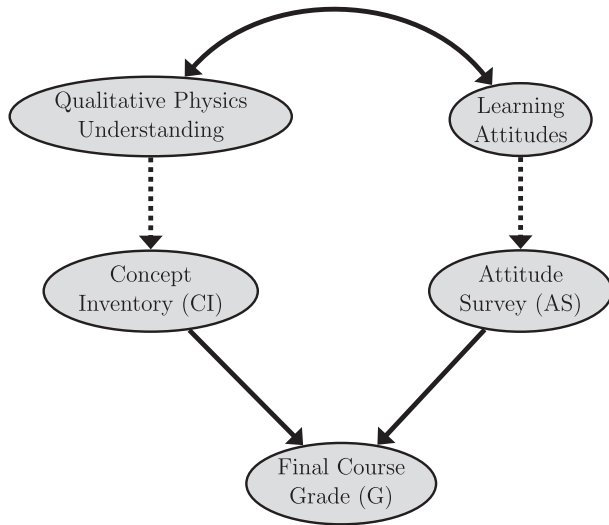 Qualitative Physics
Understanding
Learning
Attitudes
Concept
Inventory (CI)
Attitude
Survey (AS)
Final Course
Grade (G)